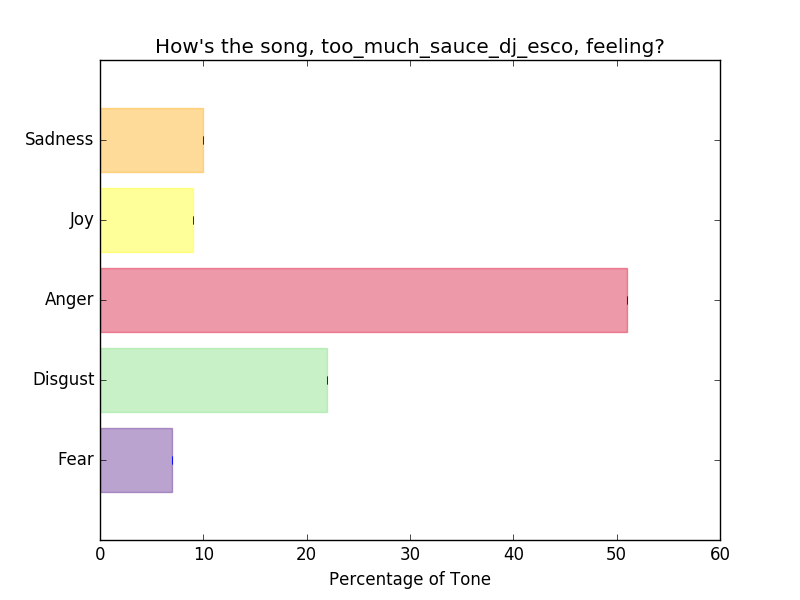 How's the song, too_much_sauce_dj_esco, feeling?
Sadness
Joy
Anger
Disgust
Fear
0 10 20 30 40 50 60
Percentage of Tone